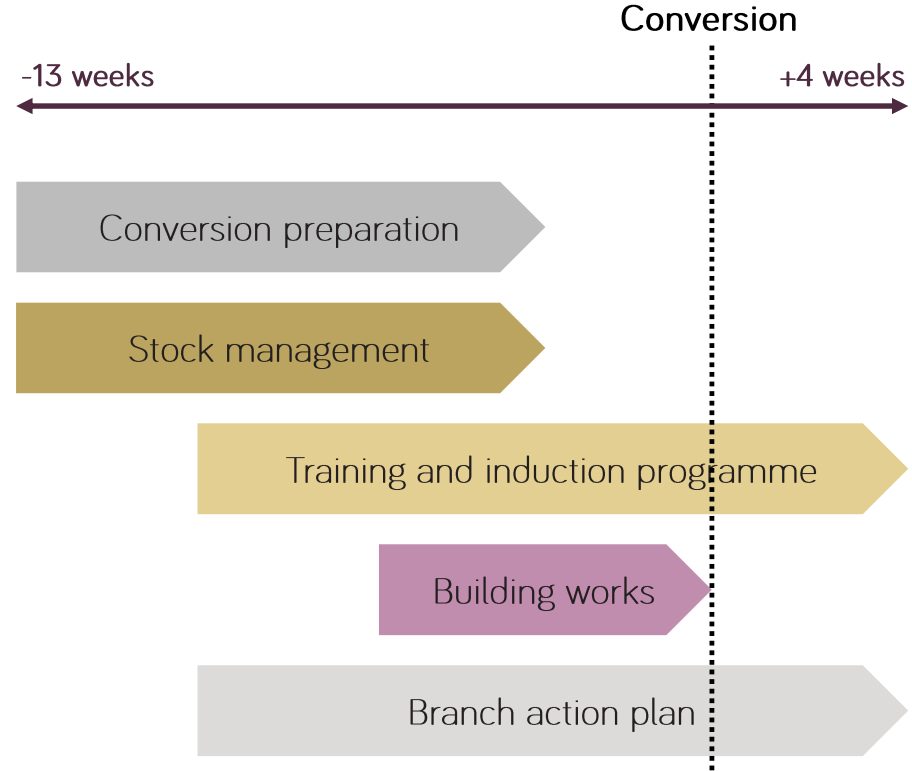 Conversion
-13 weeks
+4 weeks
Conversion preparation
Stock management
Training and induction programme
Building works
Branch action plan